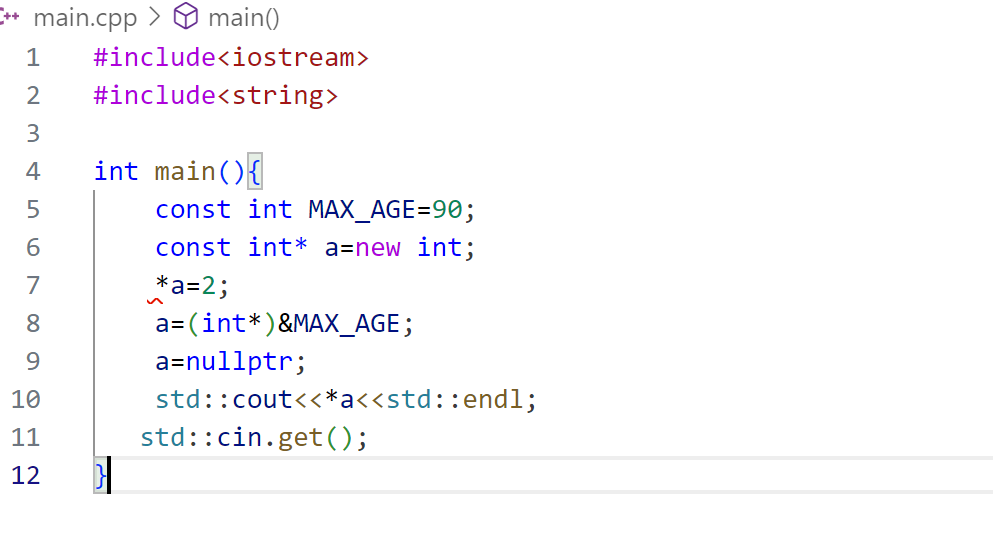 C++ main.cpp > main()
1 #include<iostream>
2 #include<string>
3
4 int main(){
5     const int MAX_AGE=90;
6     const int* a=new int;
7     *a=2;
8     a=(int*)&MAX_AGE;
9     a=nullptr;
10     std::cout<<*a<<std::endl;
11    std::cin.get();
12 }